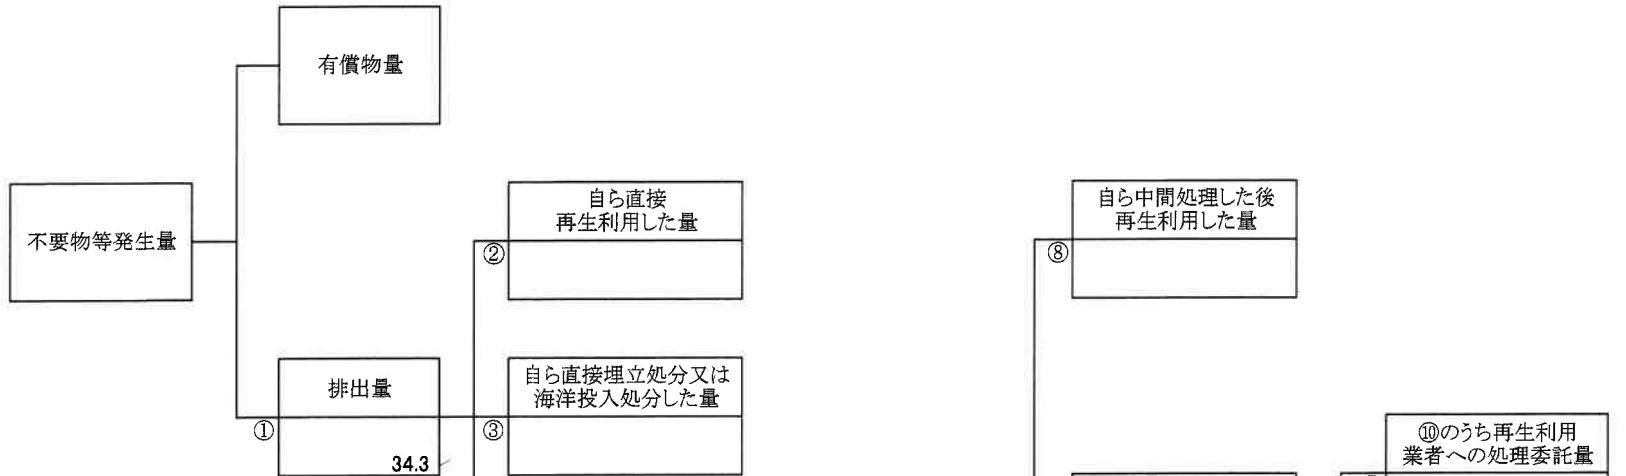 有償物量
不要物等発生量
自ら直接
再生利用した量
②
自ら中間処理した後
再生利用した量
⑧
排出量
①
34.3
自ら直接埋立処分又は
海洋投入処分した量
③
⑩のうち再生利用
業者への処理委託量